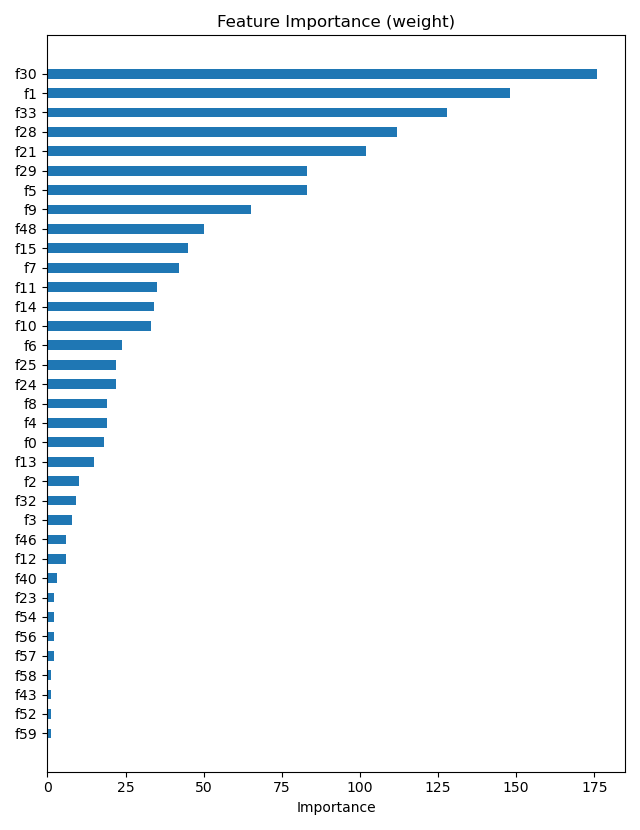 Feature Importance (weight)
f30
f1
f33
f28
f21
f29
f5
f9
f48
f15
f7
f11
f14
f10
f6
f25
f24
f8
f4
f0
f13
f2
f32
f3
f46
f12
f40
f23
f54
f56
f57
f58
f43
f52
f59
0 25 50 75 100 125 150 175
Importance